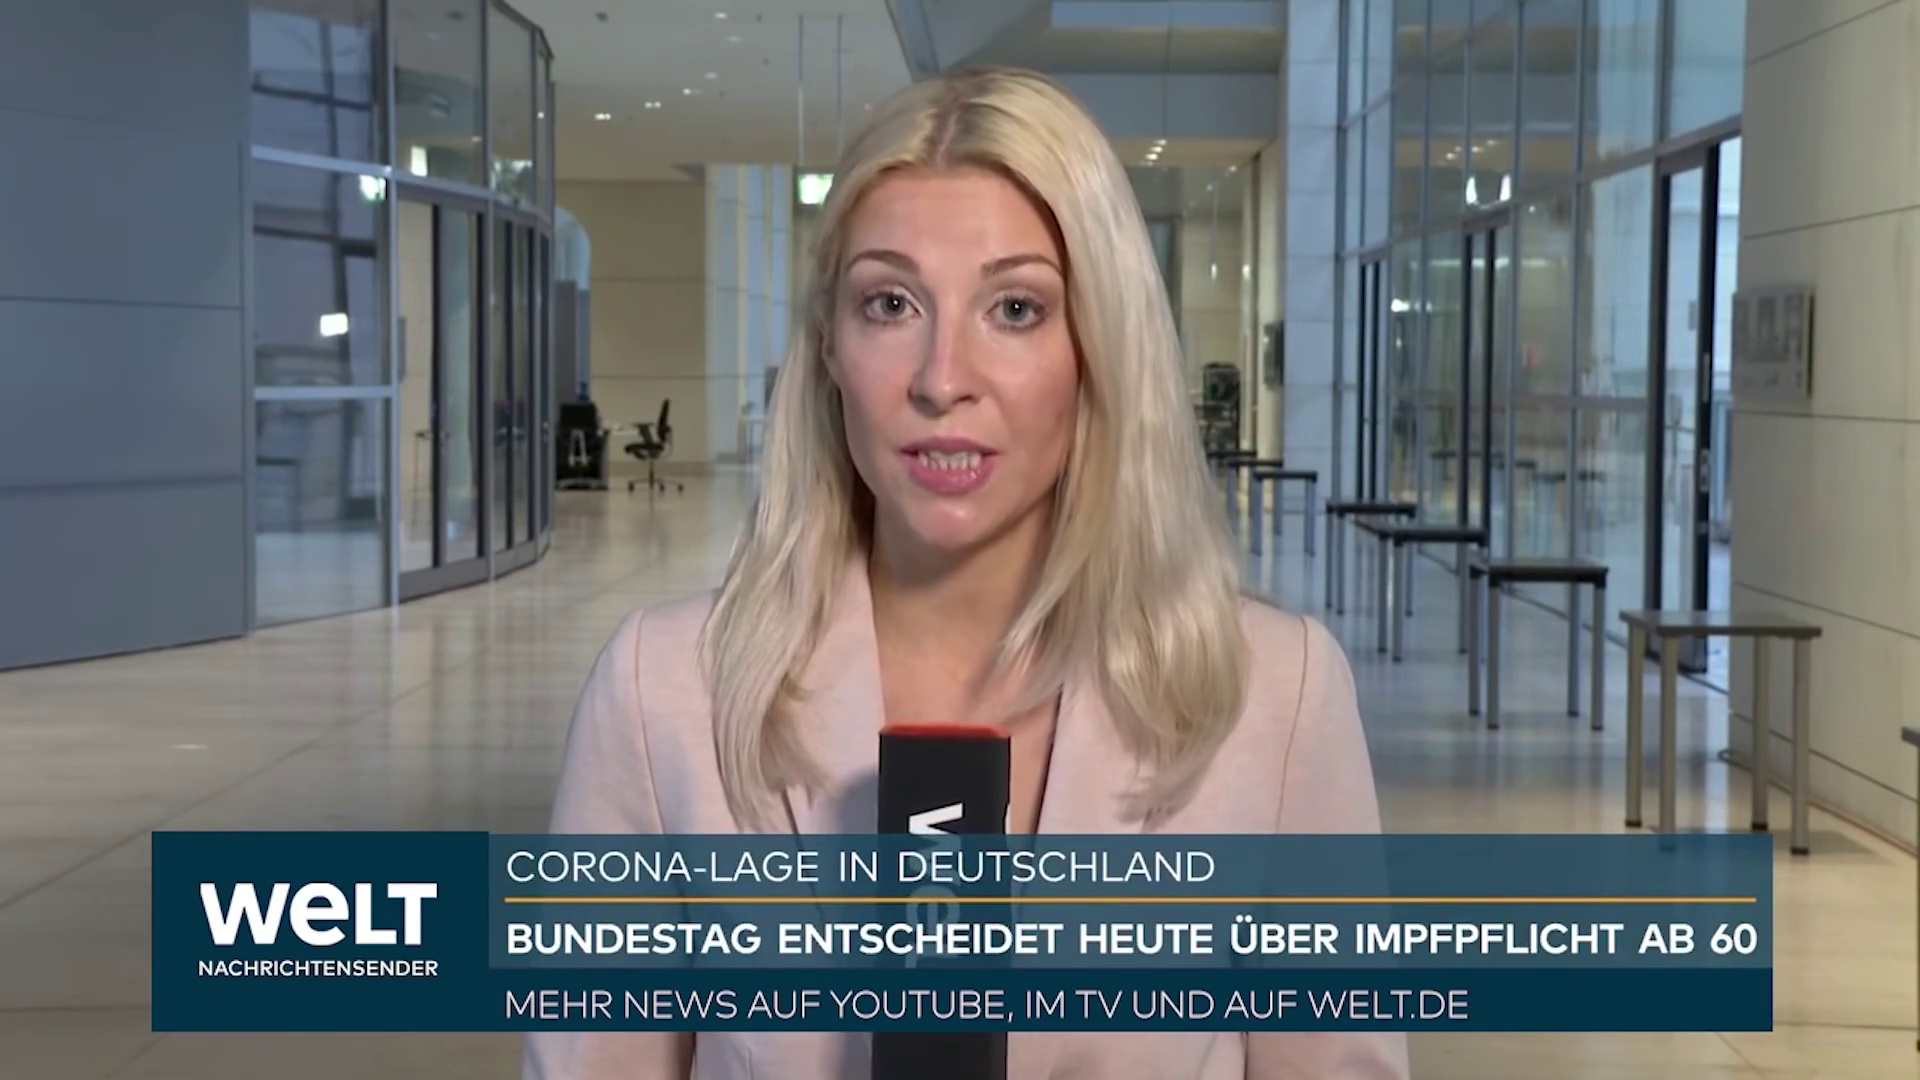 CORONA-LAGE IN DEUTSCHLAND
BUNDESTAG ENTSCHEIDET HEUTE ÜBER IMPFPFLICHT AB 60
MEHR NEWS AUF YOUTUBE, IM TV UND AUF WELT.DE
WELT
NACHRICHTENSENDER
WEL